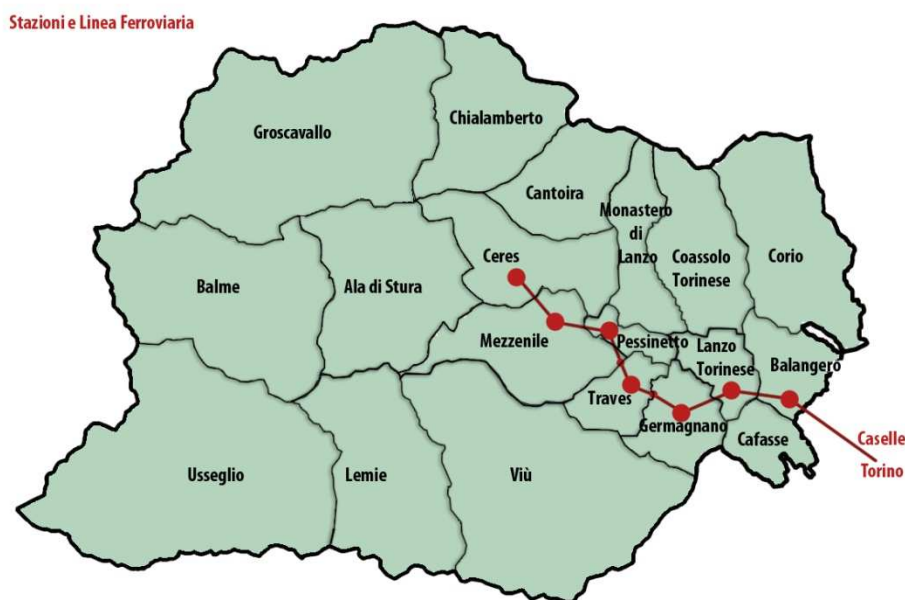 Stazioni e Linea Ferroviaria
Chialamberto
Groscavallo
Cantoira
Monastero
di
Lanzo
Ceres
Coassolo
Torinese
Corio
Balme
Ala di Stura
Mezzenile
Pessinetto
Lanzo
Torinese
Balangero
Traves
Germagnano
Cafasse
Caselle
Torino
Usseglio
Lemie
Viù